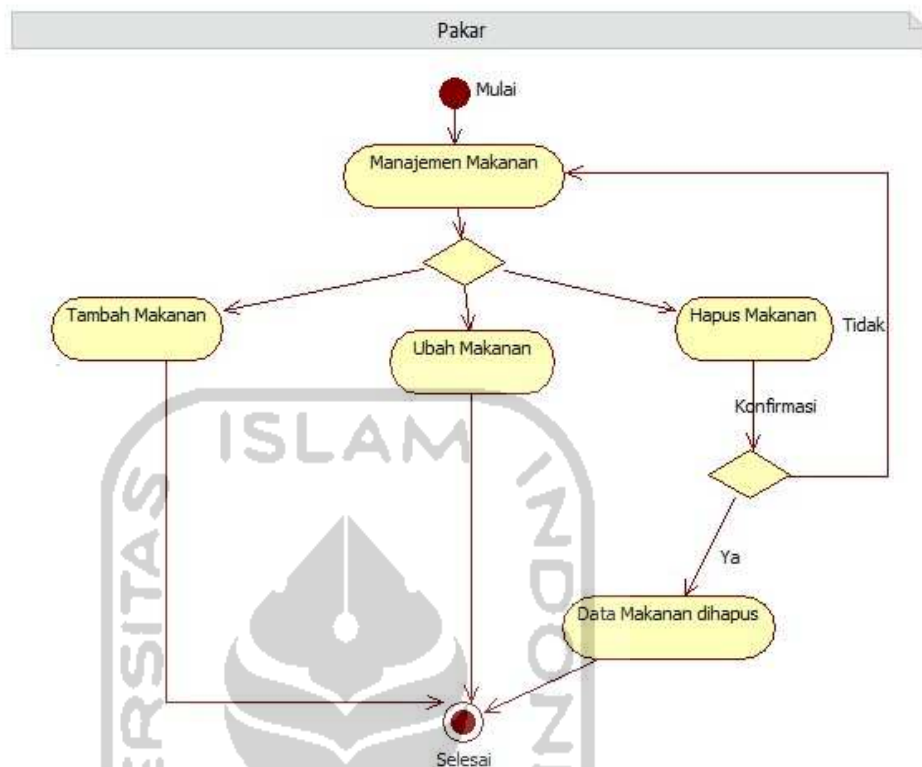 Pakar
Mulai
Manajemen Makanan
Tambah Makanan
Ubah Makanan
Hapus Makanan
Tidak
Konfirmasi
Ya
Data Makanan dihapus
Selesai
ISLAM